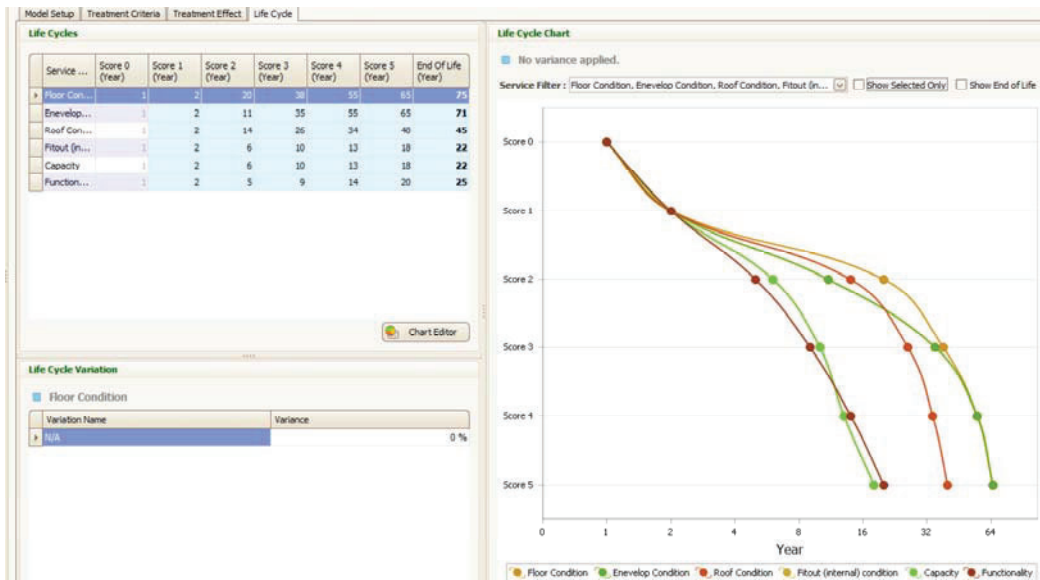 Model Setup Treatment Criteria Treatment Effect Life Cycle
Life Cycles
Service ... Score 0 (Year) Score 1 (Year) Score 2 (Year) Score 3 (Year) Score 4 (Year) Score 5 (Year) End Of Life (Year)
Floor Con... 1 2 20 38 55 65 75
Enevelop... 1 2 11 35 55 65 71
Roof Con... 1 2 14 26 34 40 45
Fitout (in... 1 2 6 10 13 18 22
Capacity 1 2 6 10 13 18 22
Function... 1 2 5 9 14 20 25
Chart Editor
Life Cycle Variation
Floor Condition
Variation Name Variance
N/A 0 %
Life Cycle Chart
No variance applied.
Service Filter : Floor Condition, Enevelop Condition, Roof Condition, Fitout (in... Show Selected Only Show End of Life
Score 0
Score 1
Score 2
Score 3
Score 4
Score 5
0 1 2 4 8 16 32 64
Year
Floor Condition Enevelop Condition Roof Condition Fitout (internal) condition Capacity Functionality